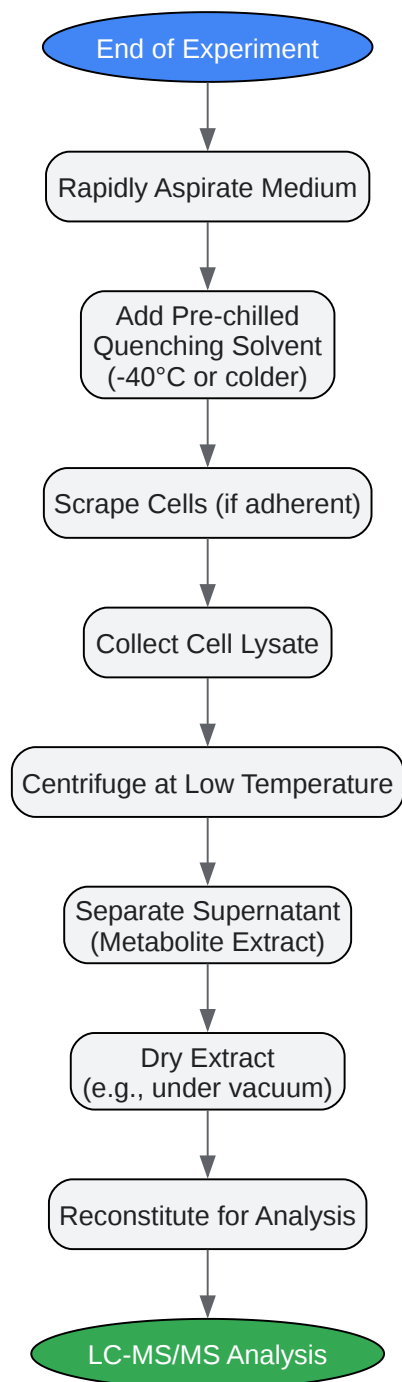 End of Experiment
Rapidly Aspirate Medium
Add Pre-chilled
Quenching Solvent
(-40°C or colder)
Scrape Cells (if adherent)
Collect Cell Lysate
Centrifuge at Low Temperature
Separate Supernatant
(Metabolite Extract)
Dry Extract
(e.g., under vacuum)
Reconstitute for Analysis
LC-MS/MS Analysis